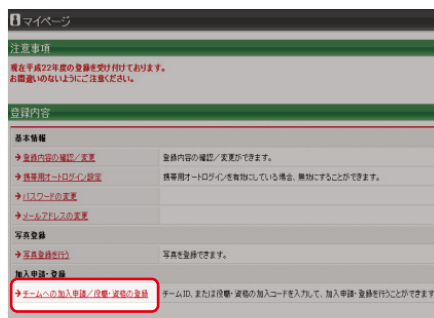 マイページ
注意事項
現在平成22年度の登録を受け付けております。
お間違いのないようにご注意ください。
登録内容
基本情報
登録内容の確認／変更 登録内容の確認／変更ができます。
携帯用オートログイン設定 携帯用オートログインを有効にしている場合、無効にすることができます。
パスワードの変更
メールアドレスの変更
写真登録
写真登録を行う 写真を登録できます。
加入申請・登録
チームへの加入申請／役職・資格の登録 チームID、または役職・資格の加入コードを入力して、加入申請・登録を行うことができます